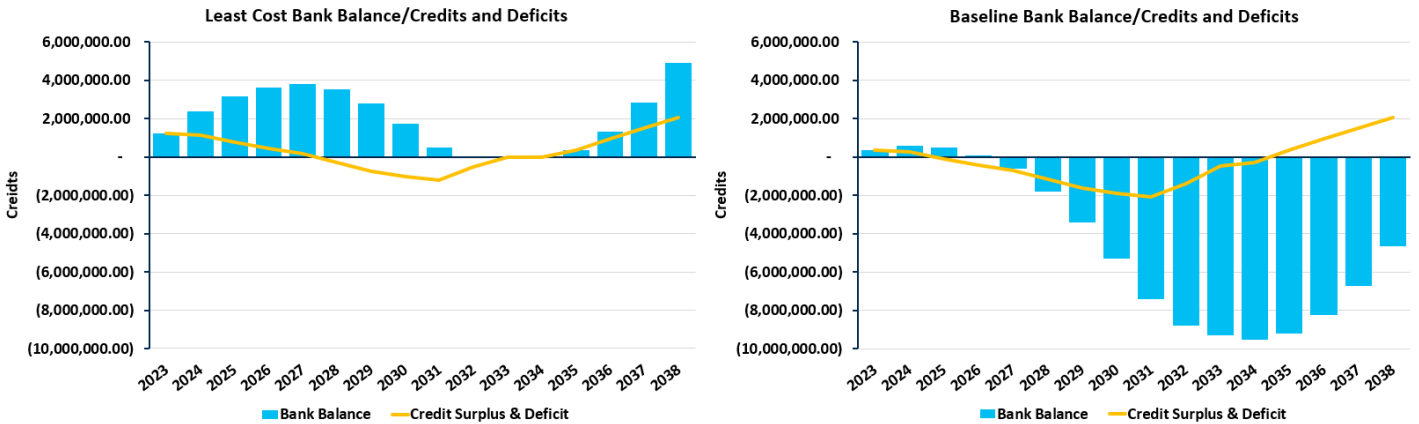 Least Cost Bank Balance/Credits and Deficits
6,000,000.00
4,000,000.00
2,000,000.00
-
(2,000,000.00)
(4,000,000.00)
(6,000,000.00)
(8,000,000.00)
(10,000,000.00)
Creidts
2023 2024 2025 2026 2027 2028 2029 2030 2031 2032 2033 2034 2035 2036 2037 2038
Bank Balance Credit Surplus & Deficit
Baseline Bank Balance/Credits and Deficits
6,000,000.00
4,000,000.00
2,000,000.00
-
(2,000,000.00)
(4,000,000.00)
(6,000,000.00)
(8,000,000.00)
(10,000,000.00)
Credits
2023 2024 2025 2026 2027 2028 2029 2030 2031 2032 2033 2034 2035 2036 2037 2038
Bank Balance Credit Surplus & Deficit